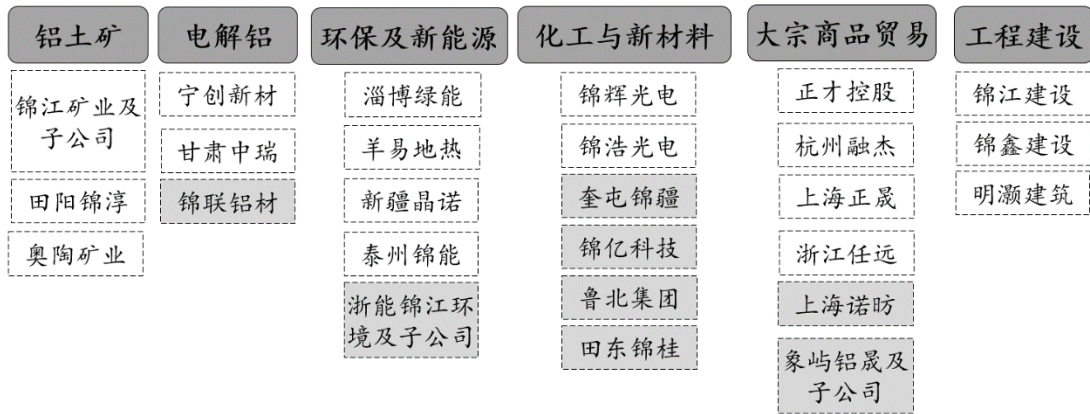 铝土矿
锦江矿业及
子公司
田阳锦淳
奥陶矿业
电解铝
宁创新材
甘肃中瑞
锦联铝材
环保及新能源
淄博绿能
羊易地热
新疆晶诺
泰州锦能
浙能锦江环
境及子公司
化工与新材料
锦辉光电
锦浩光电
奎屯锦疆
锦亿科技
鲁北集团
田东锦桂
大宗商品贸易
正才控股
杭州融杰
上海正晟
浙江任远
上海诺昉
象屿铝晟及
子公司
工程建设
锦江建设
锦鑫建设
明灏建筑